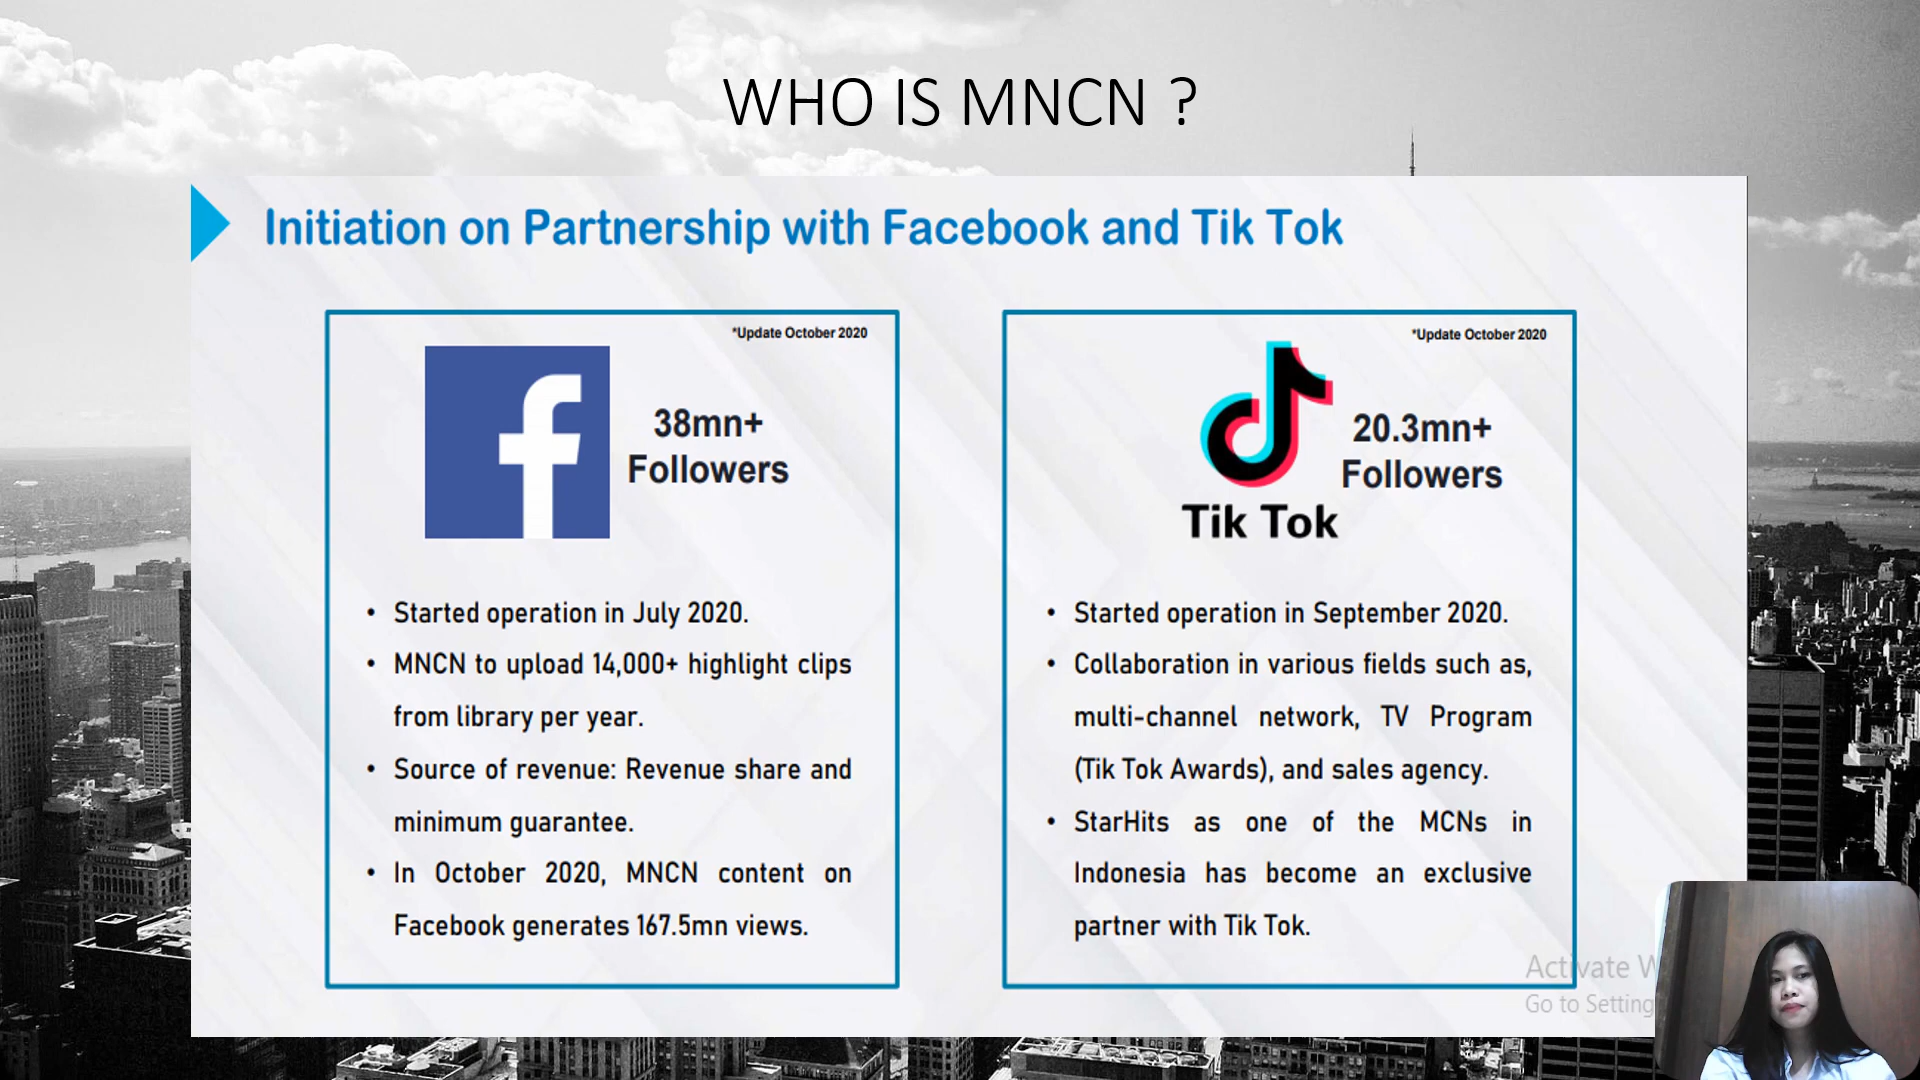 WHO IS MNCN ?
Initiation on Partnership with Facebook and Tik Tok
*Update October 2020
38mn+
Followers
• Started operation in July 2020.
• MNCN to upload 14,000+ highlight clips
from library per year.
• Source of revenue: Revenue share and
minimum guarantee.
• In October 2020, MNCN content on
Facebook generates 167.5mn views.
*Update October 2020
20.3mn+
Followers
Tik Tok
• Started operation in September 2020.
• Collaboration in various fields such as,
multi-channel network, TV Program
(Tik Tok Awards), and sales agency.
• StarHits as one of the MCNs in
Indonesia has become an exclusive
partner with Tik Tok.
Activate W
Go to Setting